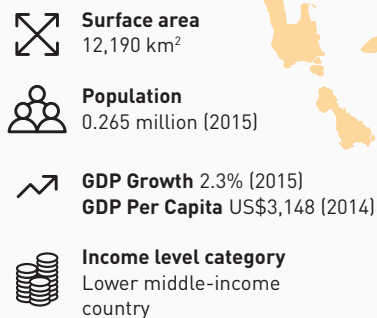 Surface area
12,190 km²
Population
0.265 million (2015)
GDP Growth 2.3% (2015)
GDP Per Capita US$3,148 (2014)
Income level category
Lower middle-income
country